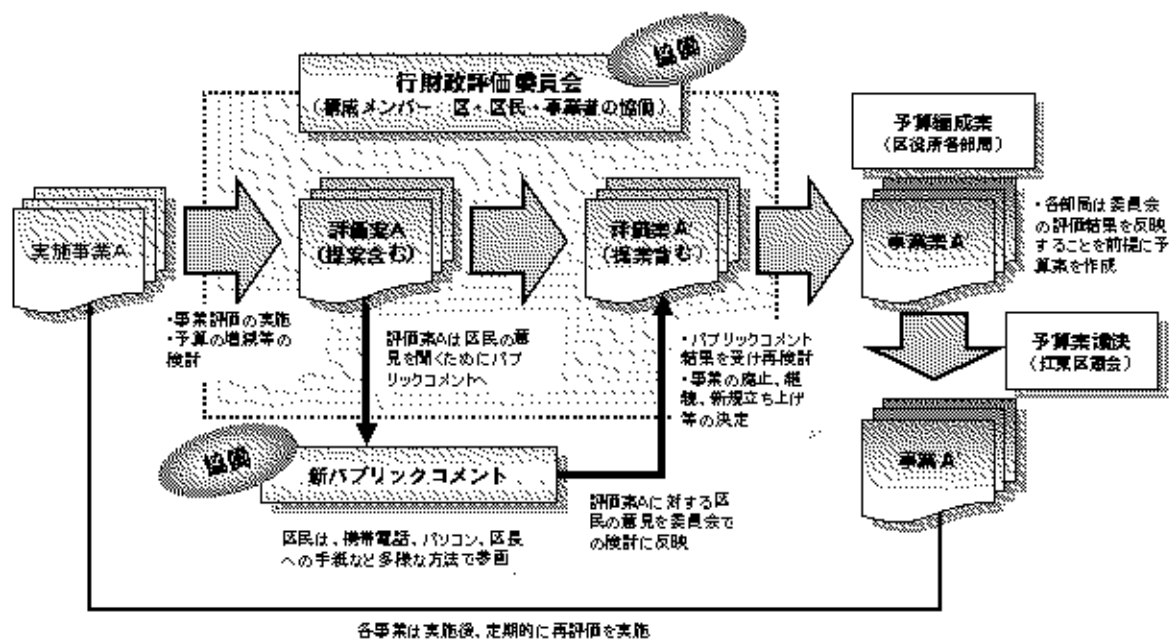 協働
行財政評価委員会
（構成メンバー：区・区民・事業者の協働）
予算編成案
（区役所各部局）
実施事業A
評価案A
（提案含む）
評価案A'
（提案含む）
事業案A'
・各部局は委員会
の評価結果を反映
することを前提に予
算案を作成
・事業評価の実施
・予算の増減等の
検討
評価案Aは区民の意
見を聞くためにパブ
リックコメントへ
・パブリックコメント
結果を受け再検討
・事業の廃止、継
続、新規立ち上げ
等の決定
予算案議決
（江東区議会）
協働
新パブリックコメント
事業A'
区民は、携帯電話、パソコン、区長
への手紙など多様な方法で参画
評価案Aに対する区
民の意見を委員会で
の検討に反映
各事業は実施後、定期的に再評価を実施